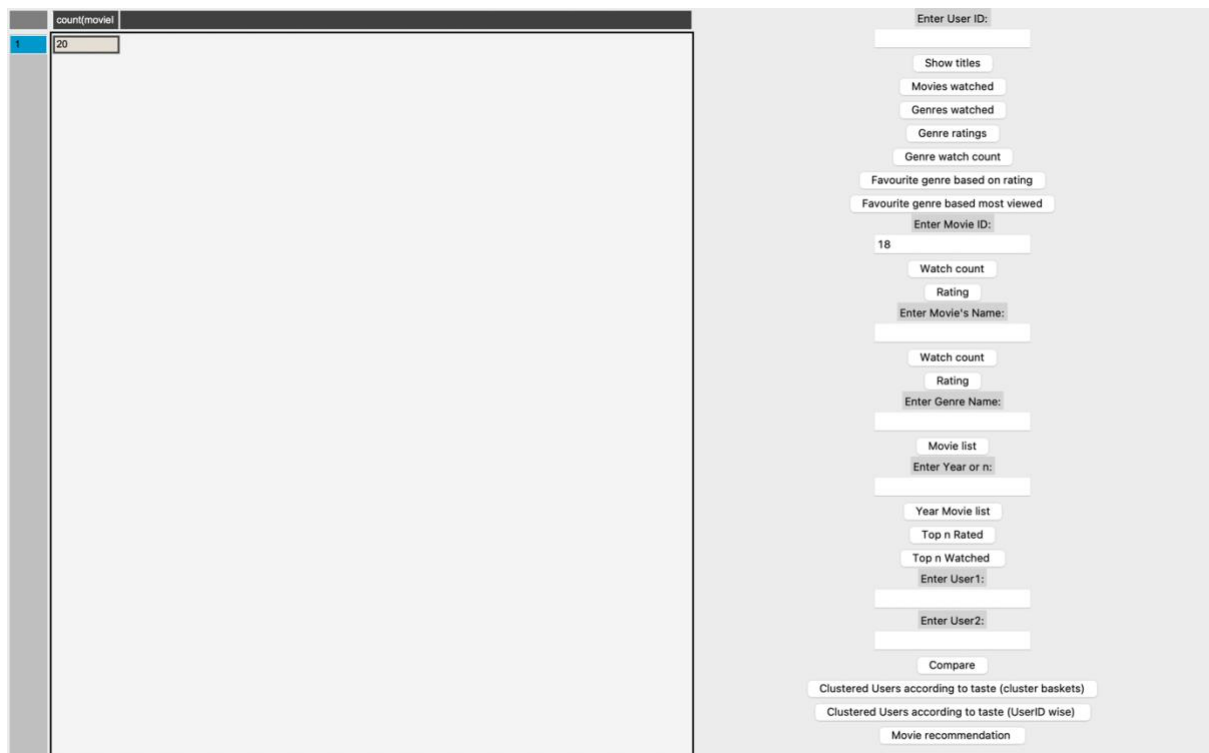 count(moviel
1
20
Enter User ID:
Show titles
Movies watched
Genres watched
Genre ratings
Genre watch count
Favourite genre based on rating
Favourite genre based most viewed
Enter Movie ID:
18
Watch count
Rating
Enter Movie's Name:
Watch count
Rating
Enter Genre Name:
Movie list
Enter Year or n:
Year Movie list
Top n Rated
Top n Watched
Enter User1:
Enter User2:
Compare
Clustered Users according to taste (cluster baskets)
Clustered Users according to taste (UserID wise)
Movie recommendation